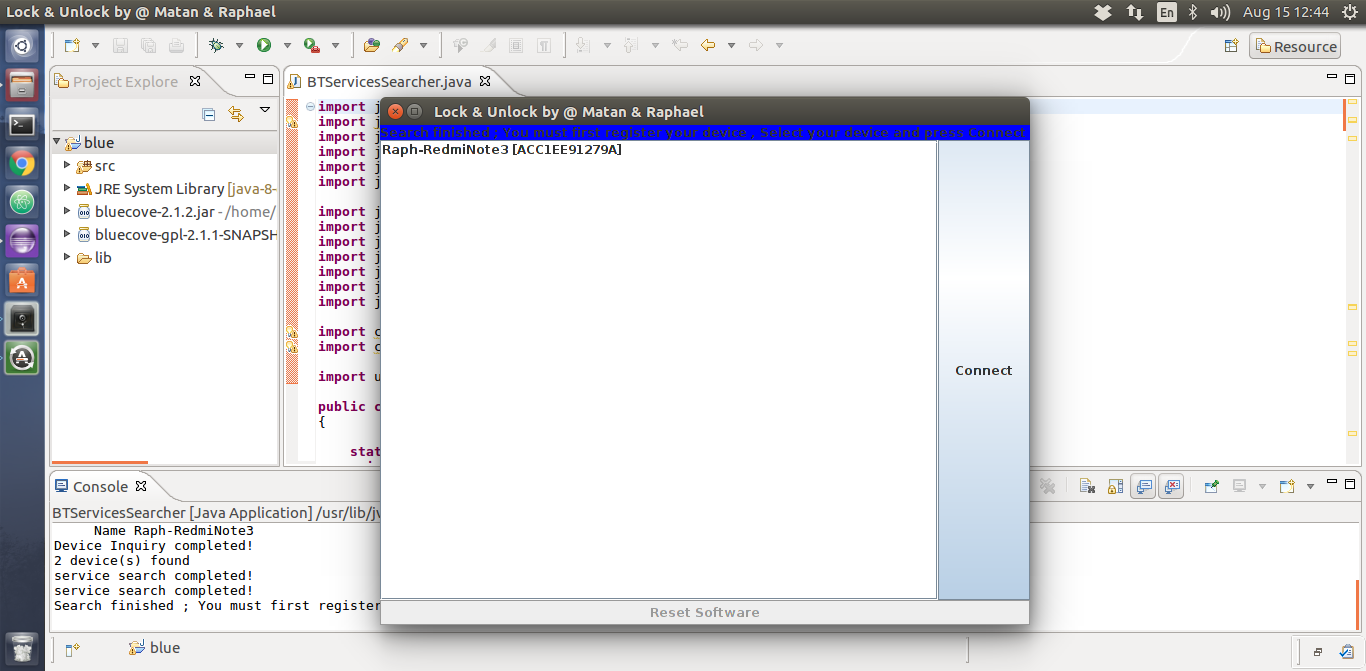 Lock & Unlock by @ Matan & Raphael
En
Aug 15 12:44
Resource
Project Explore
BTServicesSearcher.java
blue
src
JRE System Library [java-8-
bluecove-2.1.2.jar - /home/
bluecove-gpl-2.1.1-SNAPSH
lib
import j
import j
import j
import j
import j
import j
import j
import j
import j
import j
import j
import j
import j
import c
import c
import u
public c
{
stat
Lock & Unlock by @ Matan & Raphael
Search finished ; You must first register your device , Select your device and press Connect
Raph-RedmiNote3 [ACC1EE91279A]
Connect
Reset Software
Console
BTServicesSearcher [Java Application] /usr/lib/jv
Name Raph-RedmiNote3
Device Inquiry completed!
2 device(s) found
service search completed!
service search completed!
Search finished ; You must first register
blue